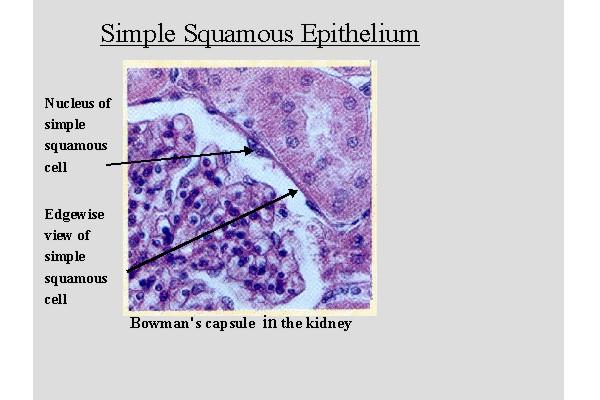 Simple Squamous Epithelium
Nucleus of
simple
squamous
cell
Edgewise
view of
simple
squamous
cell
Bowman's capsule in the kidney